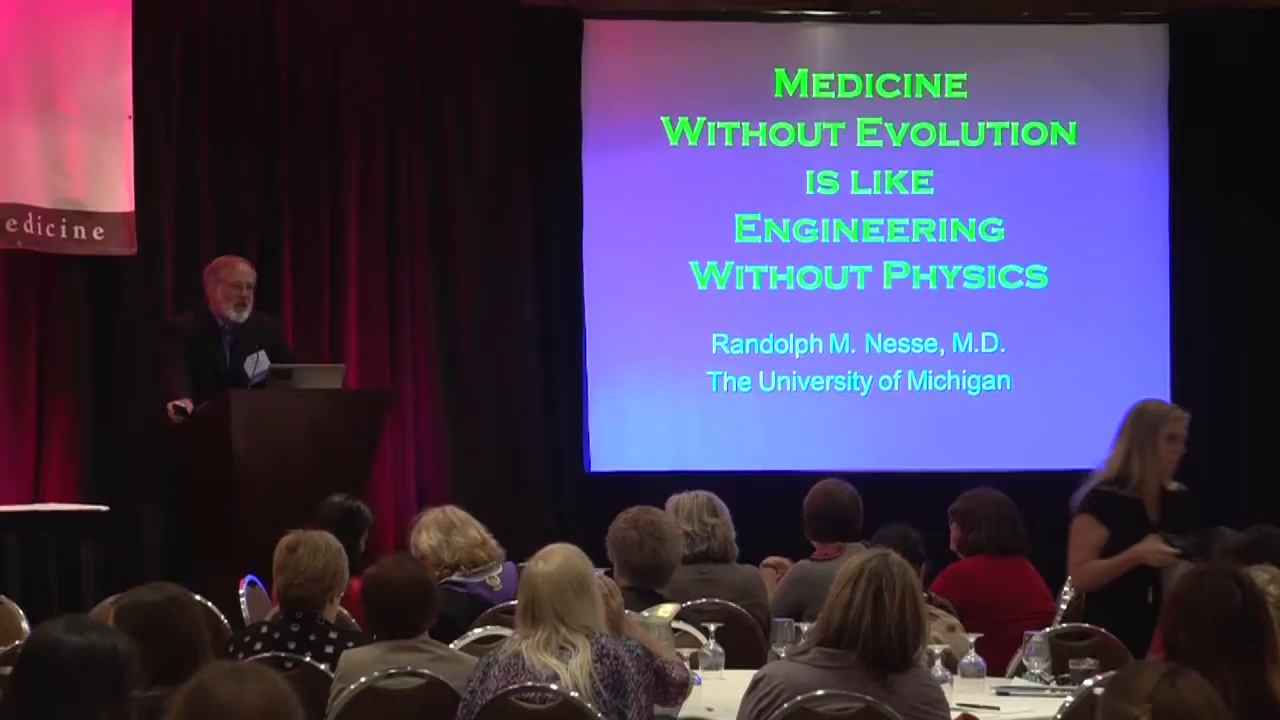 edicine
MEDICINE
WITHOUT EVOLUTION
IS LIKE
ENGINEERING
WITHOUT PHYSICS
Randolph M. Nesse, M.D.
The University of Michigan